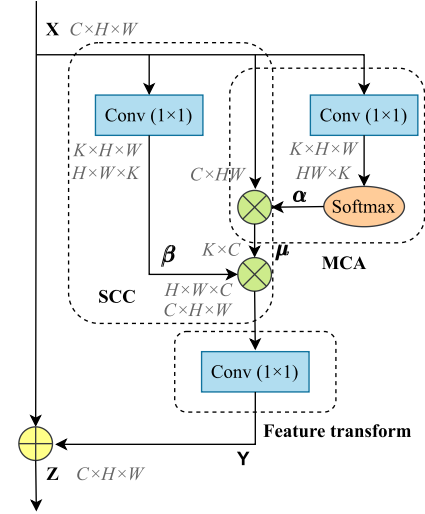 X C×H×W
Conv (1×1)
Conv (1×1)
K×H×W
H×W×K
K×H×W
HW×K
C×HW
α
Softmax
K×C
μ
β
MCA
H×W×C
C×H×W
SCC
Conv (1×1)
Feature transform
Y
Z C×H×W